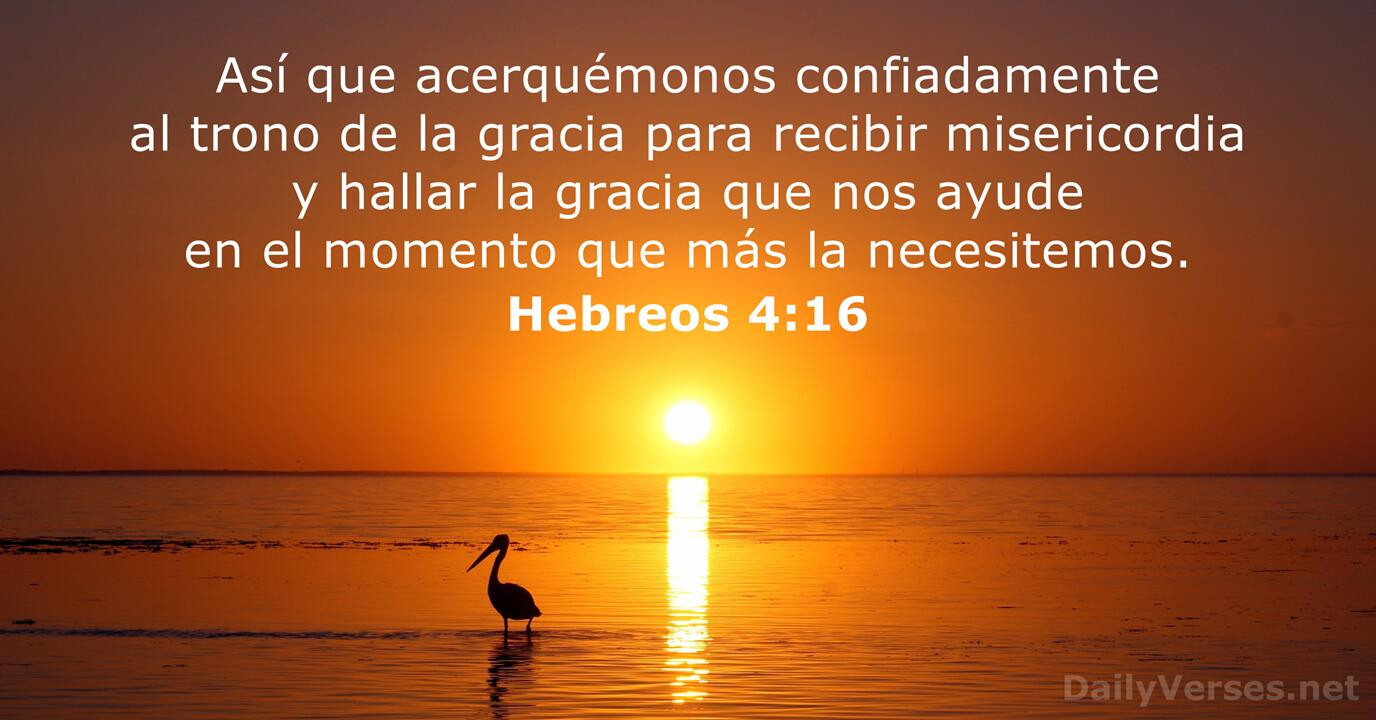 Así que acerquémonos confiadamente
al trono de la gracia para recibir misericordia
y hallar la gracia que nos ayude
en el momento que más la necesitemos.
Hebreos 4:16
DailyVerses.net